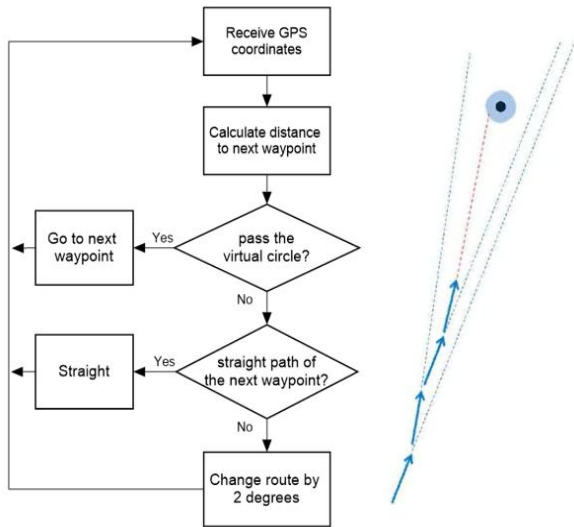 Receive GPS
coordinates
Calculate distance
to next waypoint
pass the
virtual circle?
Yes
Go to next
waypoint
No
straight path of
the next waypoint?
Yes
Straight
No
Change route by
2 degrees